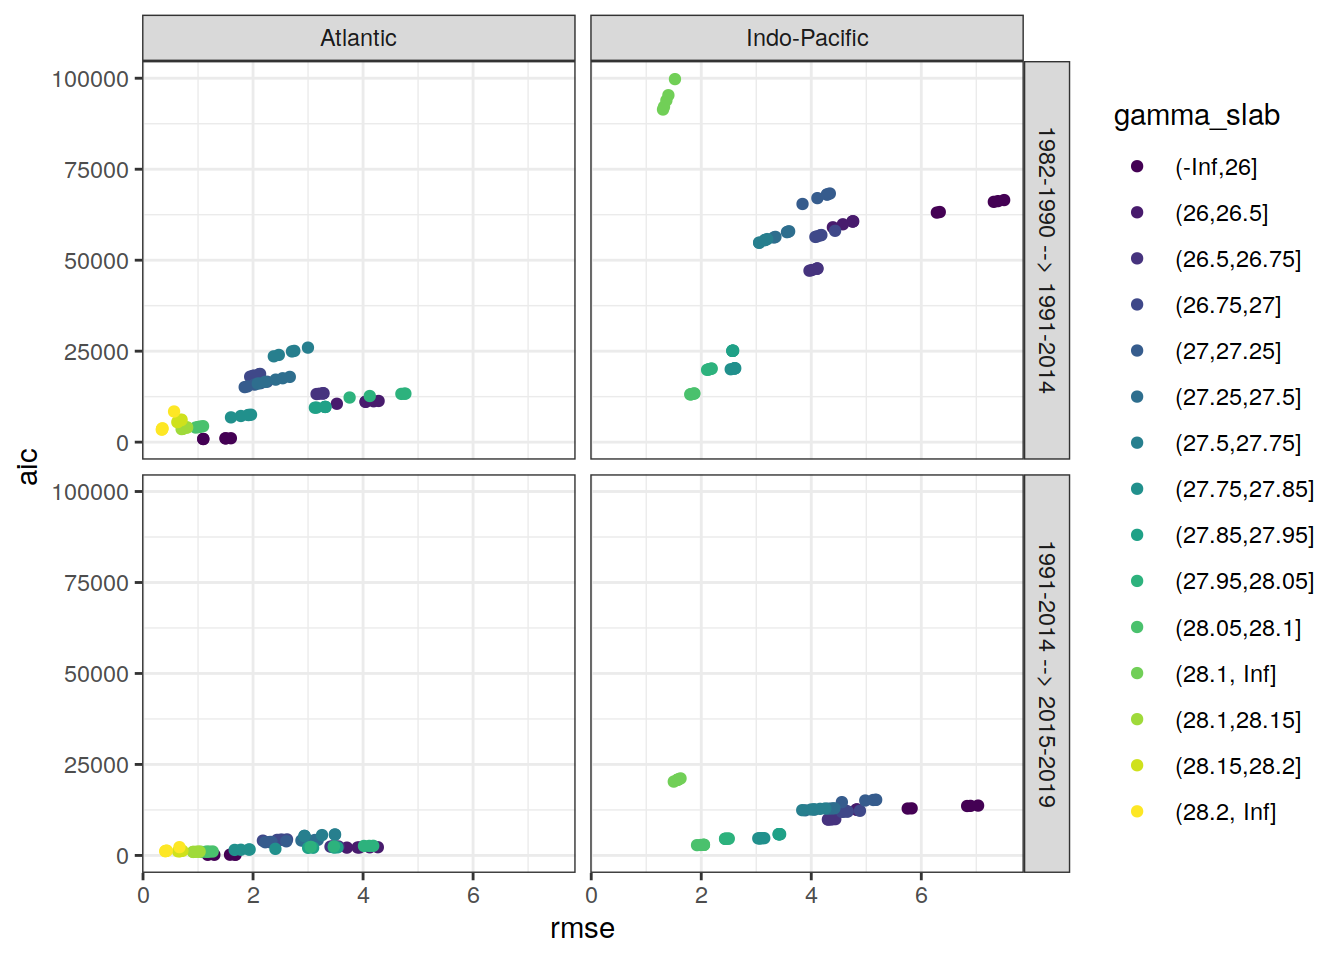 Atlantic
Indo-Pacific
100000
75000
50000
25000
0
1982-1990 --> 1991-2014
100000
75000
50000
25000
0
1991-2014 --> 2015-2019
0 2 4 6
0 2 4 6
rmse
aic
gamma_slab
(-Inf,26]
(26,26.5]
(26.5,26.75]
(26.75,27]
(27,27.25]
(27.25,27.5]
(27.5,27.75]
(27.75,27.85]
(27.85,27.95]
(27.95,28.05]
(28.05,28.1]
(28.1, Inf]
(28.1,28.15]
(28.15,28.2]
(28.2, Inf]